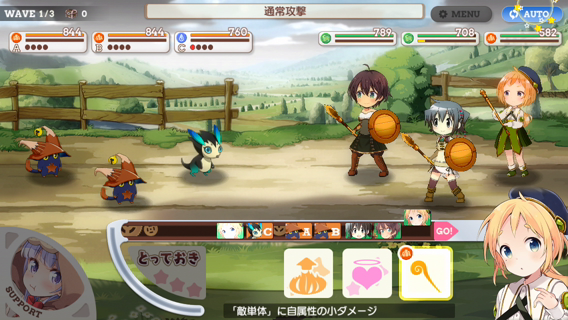 WAVE 1/3 0
通常攻撃
MENU
AUTO
844
A
844
B
760
C
789
708
582
C A B
GO!
とっておき
SUPPORT
「敵単体」に自属性の小ダメージ